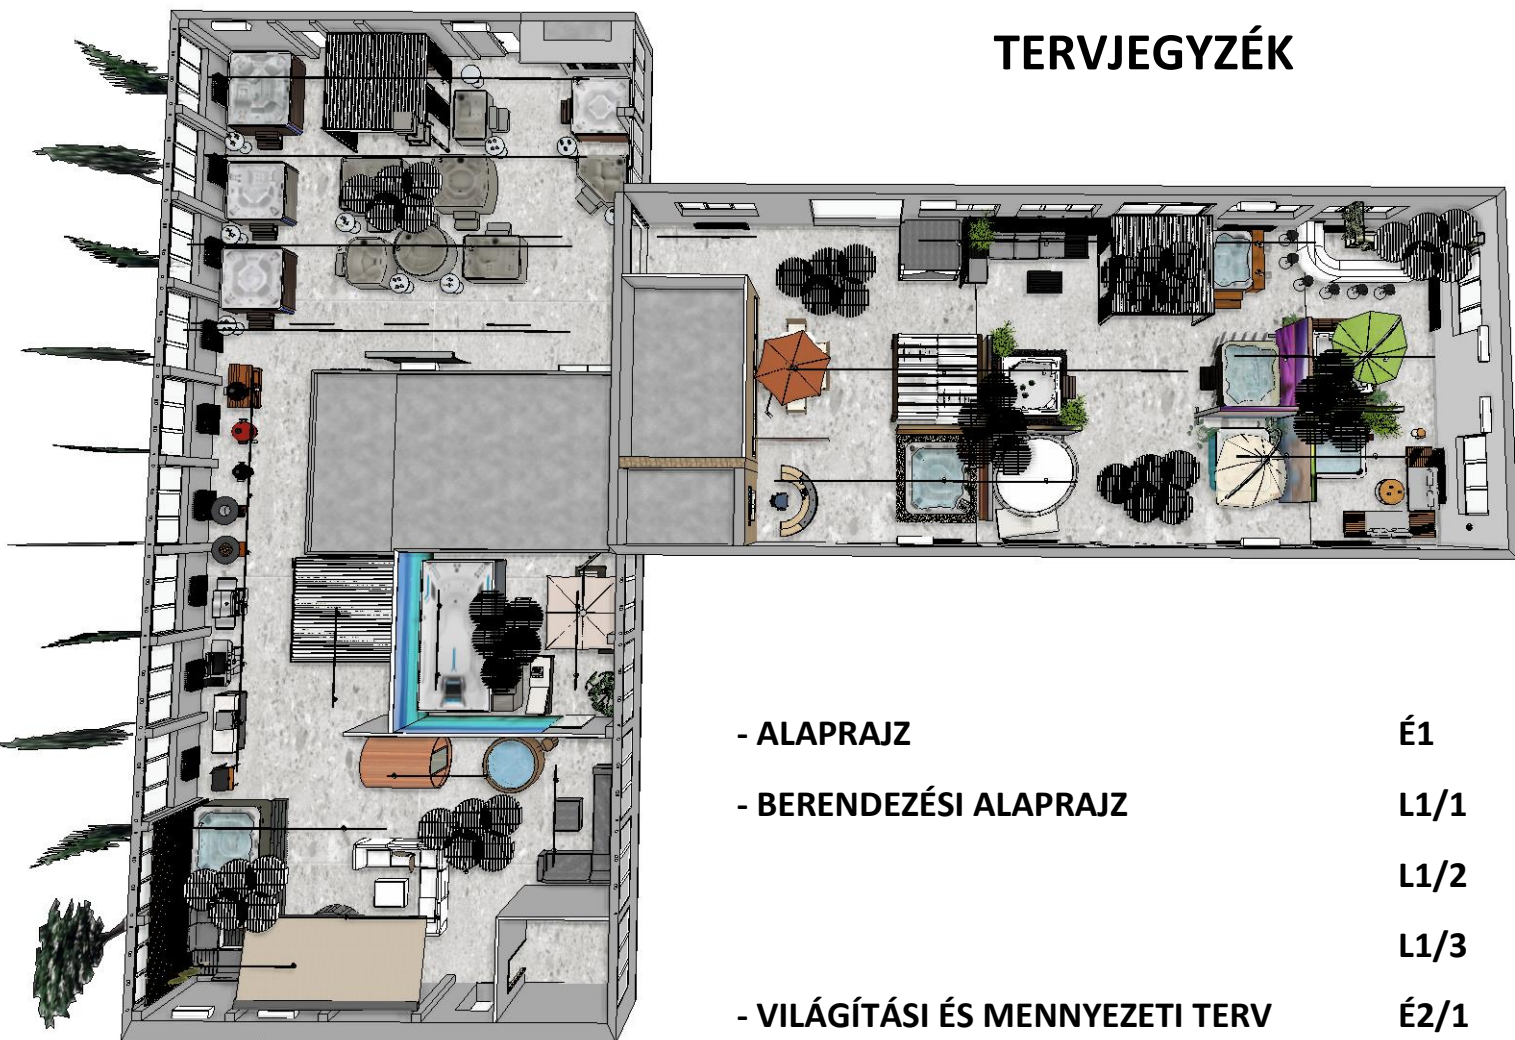 TERVJEGYZÉK
- ALAPRAJZ É1
- BERENDEZÉSI ALAPRAJZ L1/1
L1/2
L1/3
- VILÁGÍTÁSI ÉS MENNYEZETI TERV É2/1